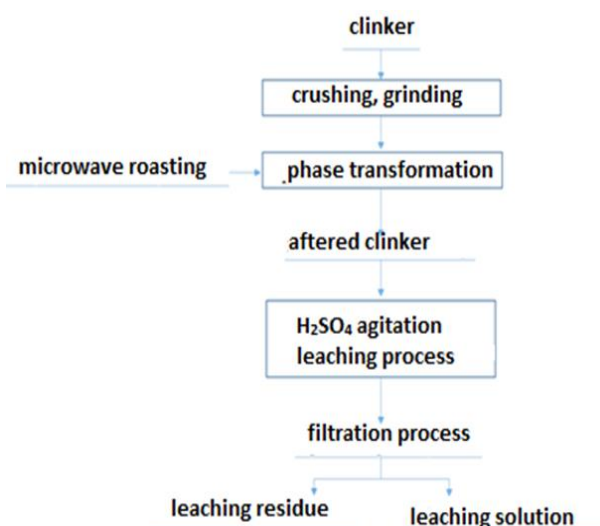 clinker
crushing, grinding
microwave roasting
.phase transformation
aftered clinker
H₂SO₄ agitation
leaching process
filtration process
leaching residue
leaching solution